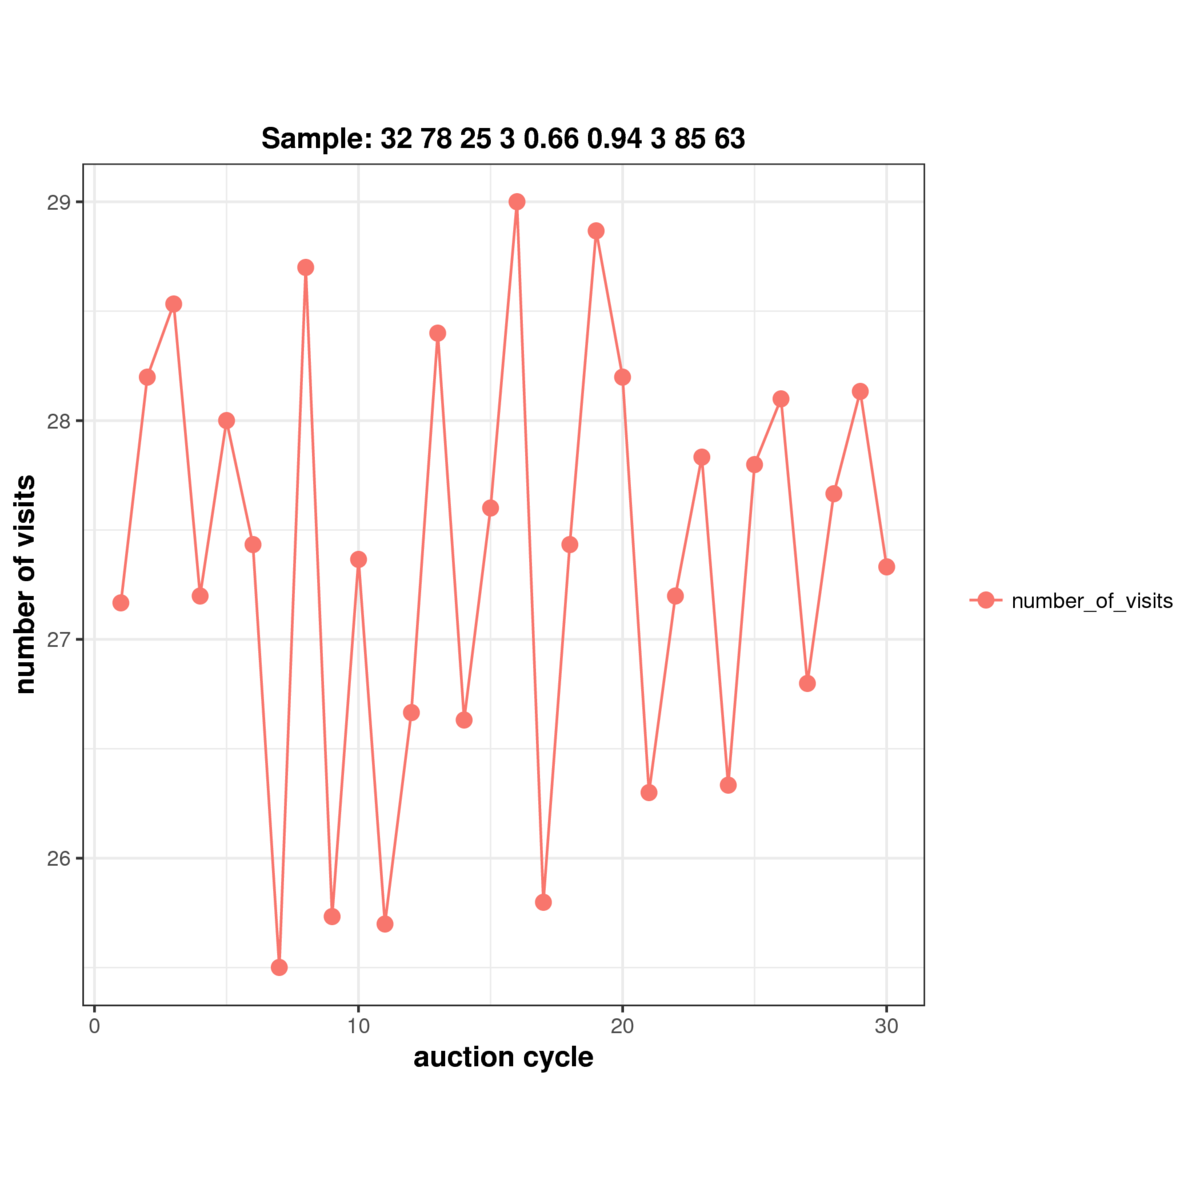 Sample: 32 78 25 3 0.66 0.94 3 85 63
number of visits
29
28
27
26
0 10 20 30
auction cycle
number_of_visits